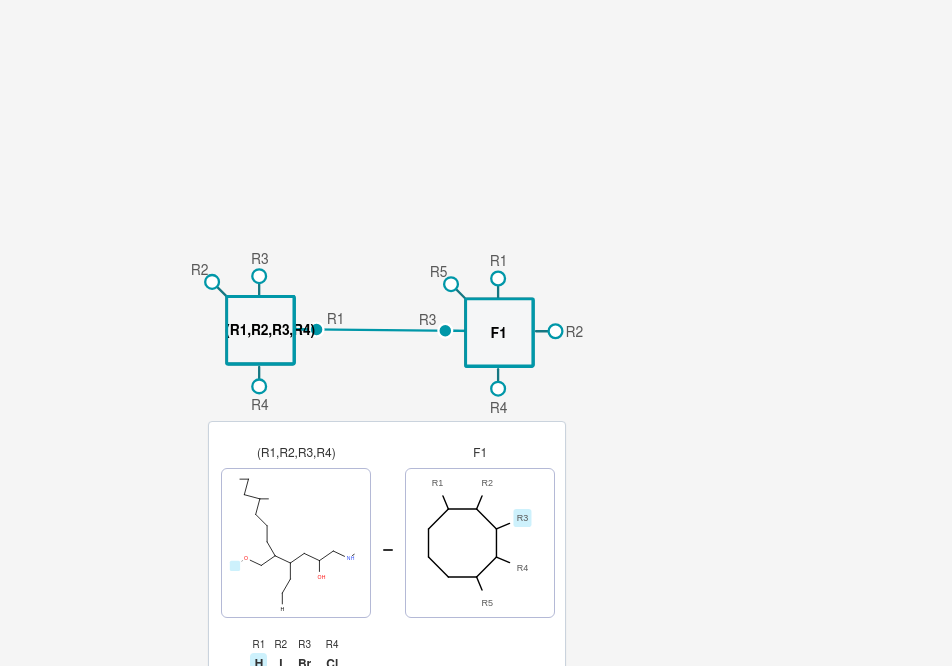 R3
R1
R2
R5
R1
R3
(R1,R2,R3,R4)
F1
R2
R4
R4
(R1,R2,R3,R4)
F1
R1
R2
R3
O
NH
OH
R4
H
R5
R1 R2 R3 R4
H I Br Cl